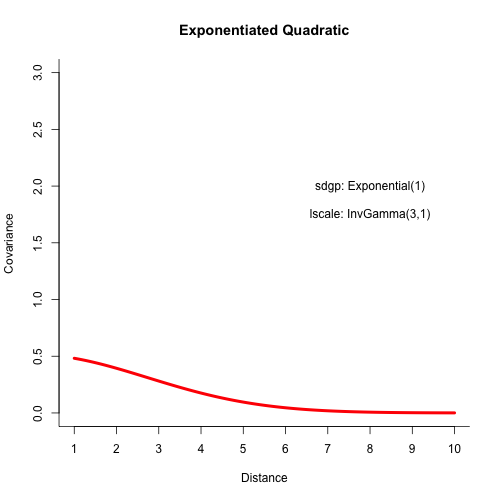 Exponentiated Quadratic
3.0
2.5
2.0
1.5
1.0
0.5
0.0
Covariance
sdgp: Exponential(1)
lscale: InvGamma(3,1)
1 2 3 4 5 6 7 8 9 10
Distance